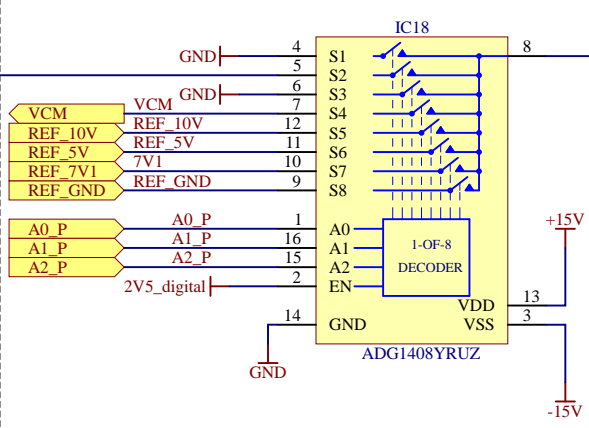 IC18
GND 4 S1 8
5 S2
GND 6 S3
VCM VCM 7 S4
REF_10V REF_10V 12 S5
REF_5V REF_5V 11 S6
REF_7V1 7V1 10 S7
REF_GND REF_GND 9 S8
A0_P A0_P 1 A0
A1_P A1_P 16 A1 1-OF-8
A2_P A2_P 15 A2 DECODER
2V5_digital 2 EN
+15V
VDD 13
14 GND VSS 3
ADG1408YRUZ
GND
-15V